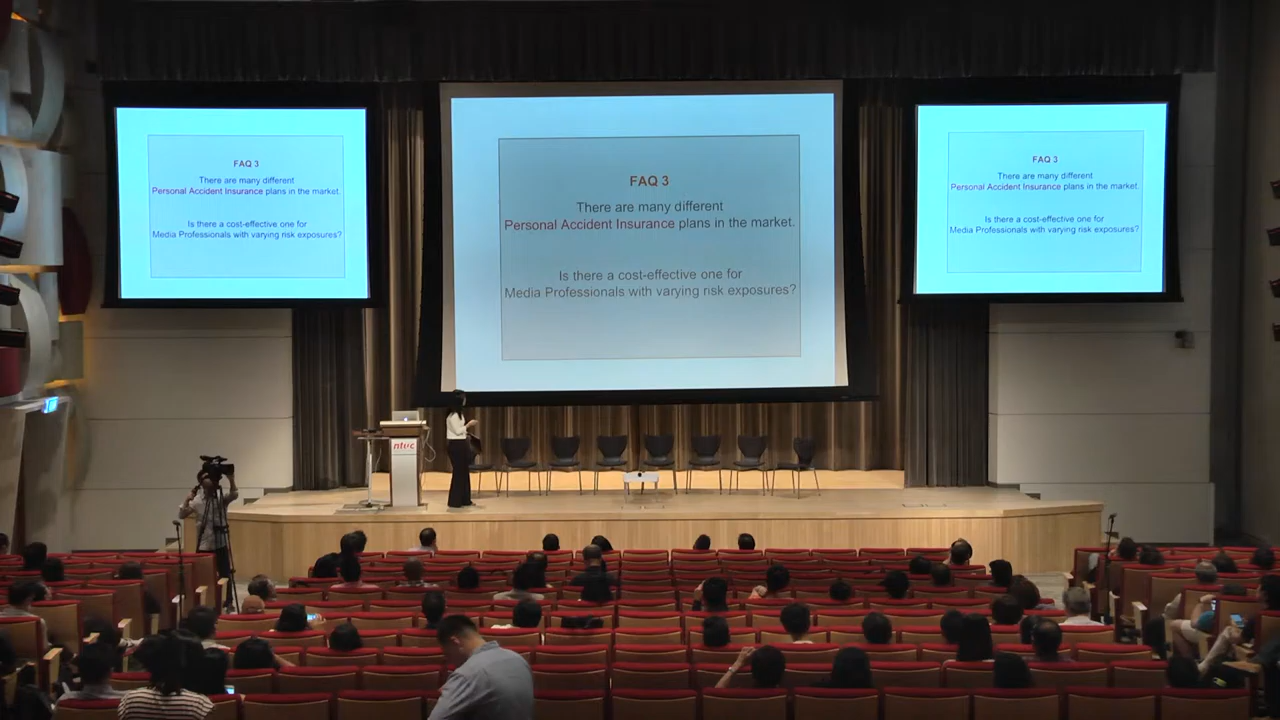 FAQ 3
There are many different
Personal Accident Insurance plans in the market.
Is there a cost-effective one for
Media Professionals with varying risk exposures?
FAQ 3
There are many different
Personal Accident Insurance plans in the market.
Is there a cost-effective one for
Media Professionals with varying risk exposures?
FAQ 3
There are many different
Personal Accident Insurance plans in the market.
Is there a cost-effective one for
Media Professionals with varying risk exposures?
ntuc